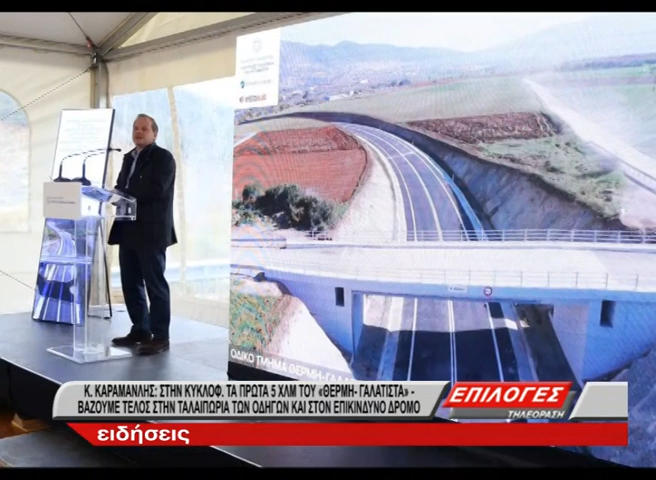 ΟΔΙΚΟ ΤΜΗΜΑ ΘΕΡΜΗ-ΓΑΛΑ
Κ. ΚΑΡΑΜΑΝΛΗΣ: ΣΤΗΝ ΚΥΚΛΟΦ. ΤΑ ΠΡΩΤΑ 5 ΧΛΜ ΤΟΥ «ΘΕΡΜΗ- ΓΑΛΑΤΙΣΤΑ» -
ΒΑΖΟΥΜΕ ΤΕΛΟΣ ΣΤΗΝ ΤΑΛΑΙΠΩΡΙΑ ΤΩΝ ΟΔΗΓΩΝ ΚΑΙ ΣΤΟΝ ΕΠΙΚΙΝΔΥΝΟ ΔΡΟΜΟ
ΕΠΙΛΟΓΕΣ
ΤΗΛΕΟΡΑΣΗ
ειδήσεις